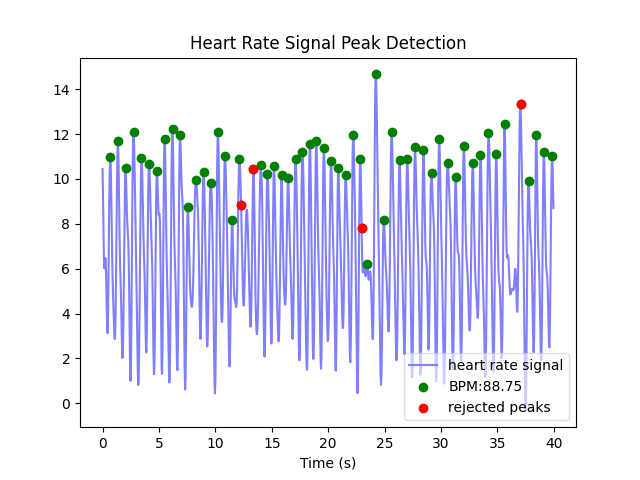 Heart Rate Signal Peak Detection
14
12
10
8
6
4
2
0
heart rate signal
BPM:88.75
rejected peaks
0 5 10 15 20 25 30 35 40
Time (s)